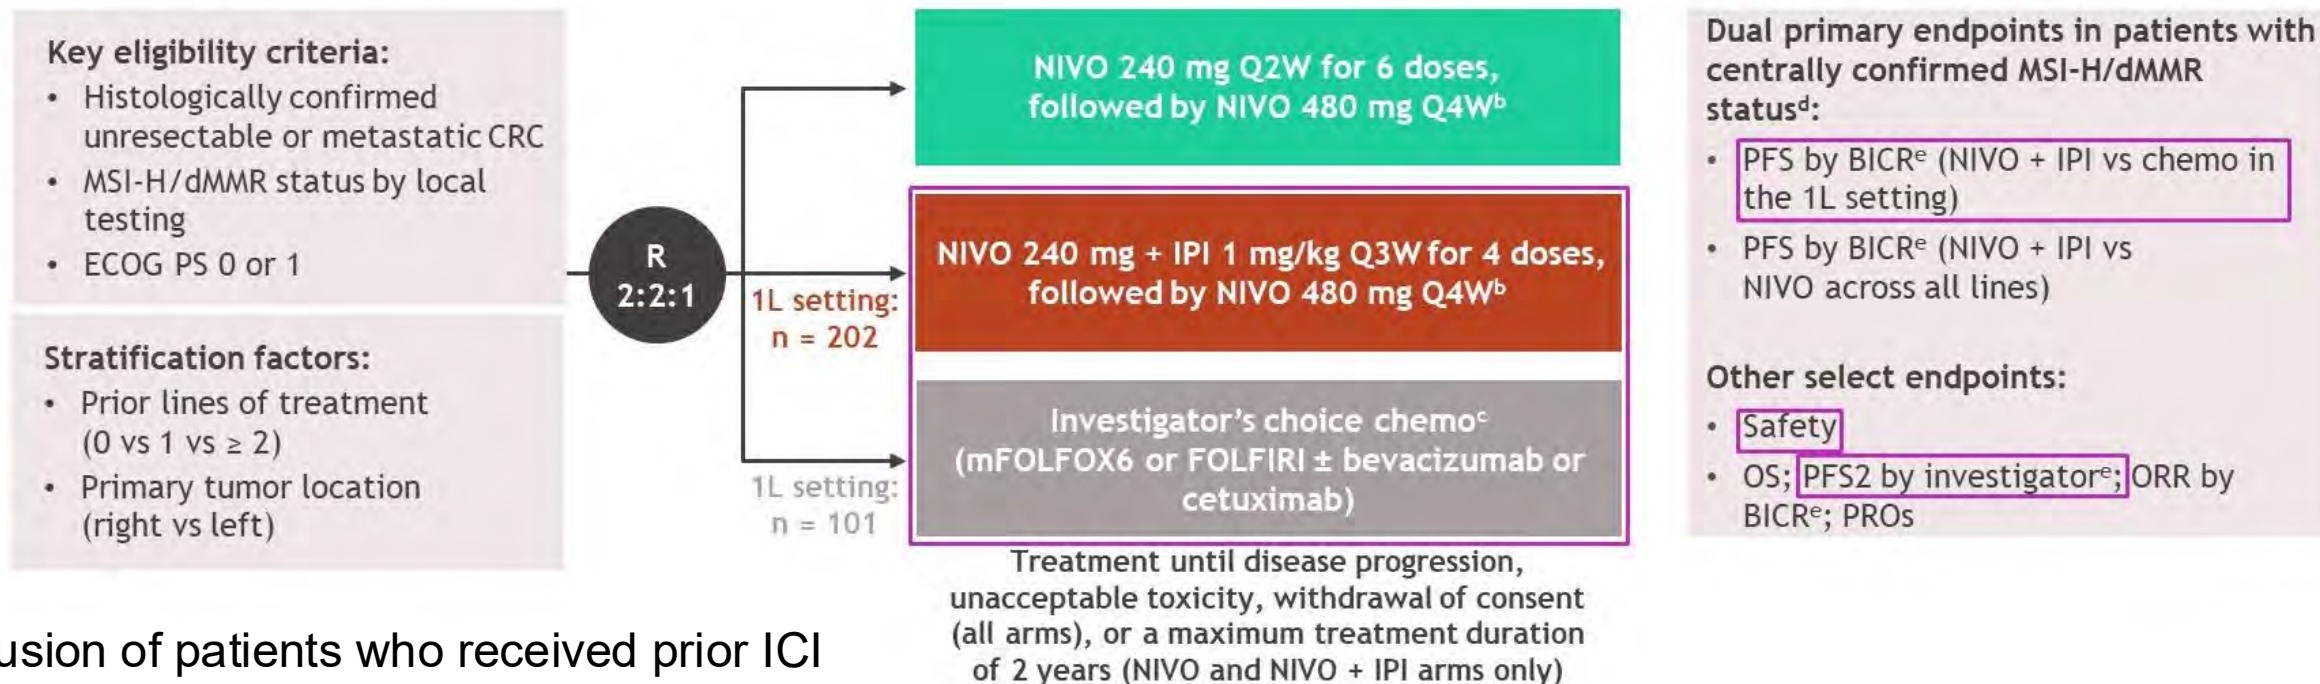 Key eligibility criteria:
• Histologically confirmed
unresectable or metastatic CRC
• MSI-H/dMMR status by local
testing
• ECOG PS 0 or 1
Stratification factors:
• Prior lines of treatment
(0 vs 1 vs ≥ 2)
• Primary tumor location
(right vs left)
R
2:2:1
1L setting:
n = 202
1L setting:
n = 101
NIVO 240 mg Q2W for 6 doses,
followed by NIVO 480 mg Q4Wᵇ
NIVO 240 mg + IPI 1 mg/kg Q3W for 4 doses,
followed by NIVO 480 mg Q4Wᵇ
Investigator's choice chemoᶜ
(mFOLFOX6 or FOLFIRI ± bevacizumab or
cetuximab)
Treatment until disease progression,
unacceptable toxicity, withdrawal of consent
(all arms), or a maximum treatment duration
of 2 years (NIVO and NIVO + IPI arms only)
Dual primary endpoints in patients with
centrally confirmed MSI-H/dMMR
statusᵈ:
• PFS by BICRᵉ (NIVO + IPI vs chemo in
the 1L setting)
• PFS by BICRᵉ (NIVO + IPI vs
NIVO across all lines)
Other select endpoints:
• Safety
• OS; PFS2 by investigatorᵉ; ORR by
BICRᵉ; PROs
of patients who received prior ICI